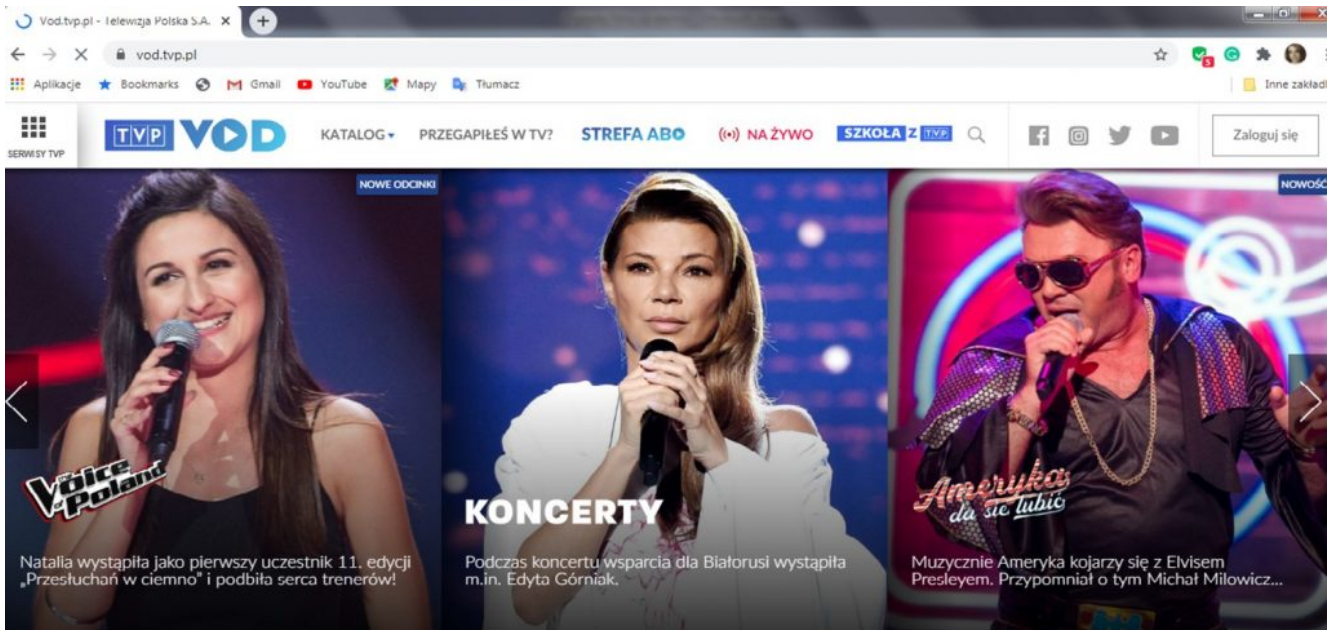 Vod.tvp.pl - Telewizja Polska S.A.
vod.tvp.pl
Aplikacje Bookmarks Gmail YouTube Mapy Tłumacz Inne zakładk
SERWISY TVP
TVP VOD
KATALOG PRZEGAPIŁEŚ W TV? STREFA ABO NA ŻYWO SZKOŁA Z TVP
Zaloguj się
NOWE ODCINKI
The Voice of Poland
Natalia wystąpiła jako pierwszy uczestnik 11. edycji
„Przesłuchań w ciemno” i podbiła serca trenerów!
KONCERTY
Podczas koncertu wsparcia dla Białorusi wystąpiła
m.in. Edyta Górniak.
NOWOŚĆ
Ameryka
da się lubić
Muzycznie Ameryka kojarzy się z Elvisem
Presleyem. Przypomniał o tym Michał Milowicz...